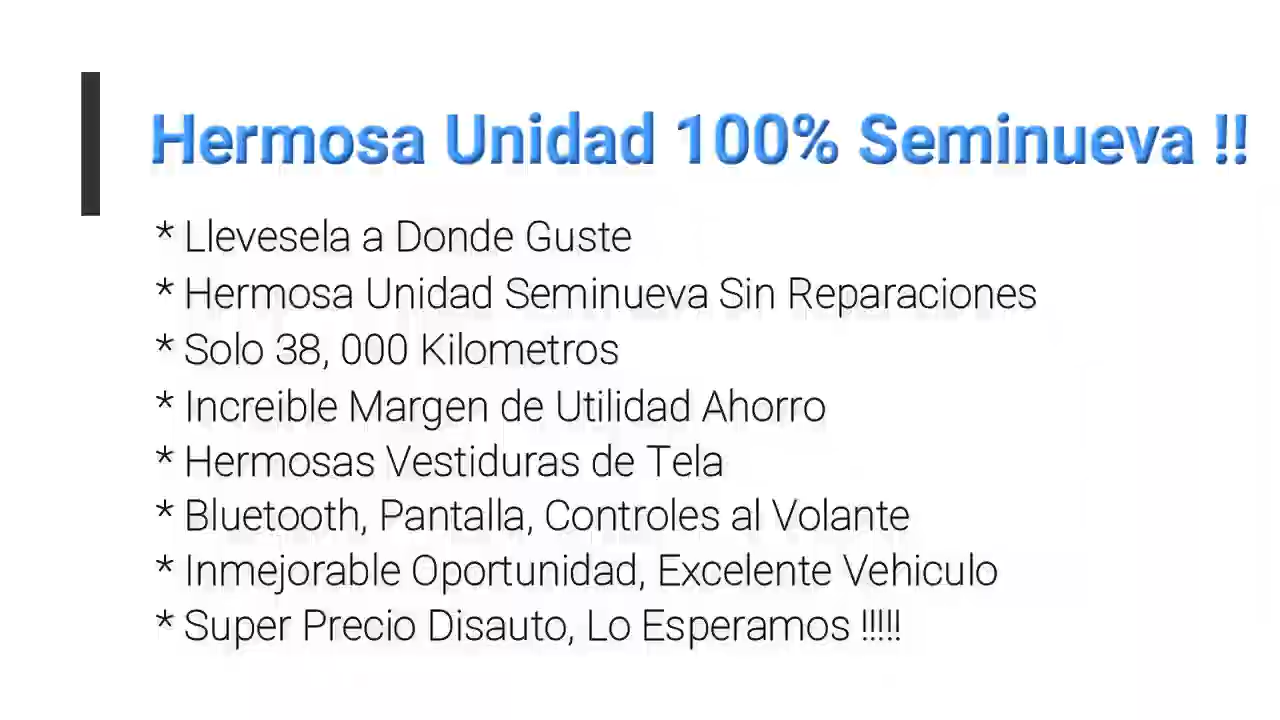 Hermosa Unidad 100% Seminueva !!
* Llevesela a Donde Guste
* Hermosa Unidad Seminueva Sin Reparaciones
* Solo 38, 000 Kilometros
* Increible Margen de Utilidad Ahorro
* Hermosas Vestiduras de Tela
* Bluetooth, Pantalla, Controles al Volante
* Inmejorable Oportunidad, Excelente Vehiculo
* Super Precio Disauto, Lo Esperamos !!!!!